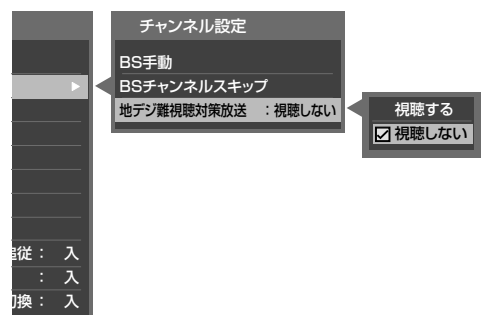 チャンネル設定
BS手動
BSチャンネルスキップ
地デジ難視聴対策放送 ：視聴しない
視聴する
視聴しない
従： 入
： 入
換： 入